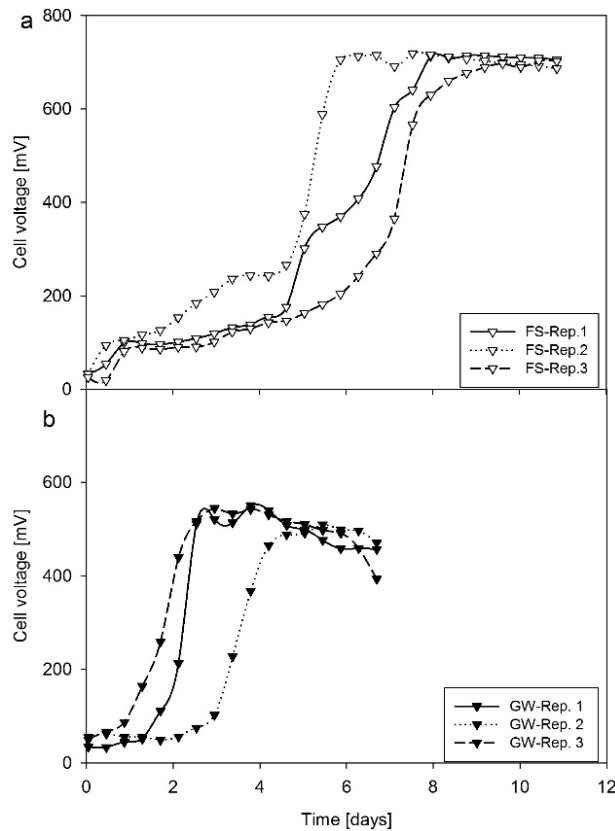 a
800
600
400
200
0
Cell voltage [mV]
FS-Rep.1
FS-Rep.2
FS-Rep.3
b
600
400
200
0
Cell voltage [mV]
GW-Rep. 1
GW-Rep. 2
GW-Rep. 3
0 2 4 6 8 10 12
Time [days]